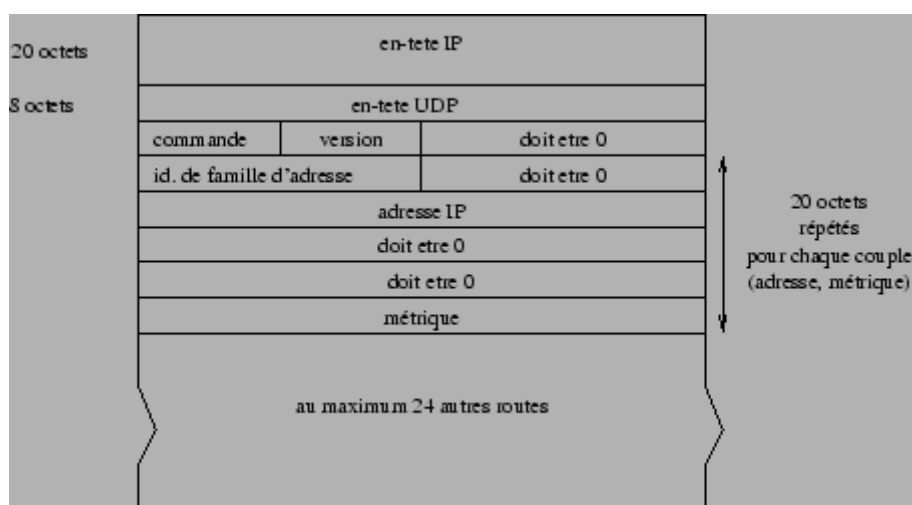 20 octets
en-tete IP
8 octets
en-tete UDP
commande
version
doit etre 0
id. de famille d'adresse
doit etre 0
adresse IP
doit etre 0
doit etre 0
métrique
20 octets
répétés
pour chaque couple
(adresse, métrique)
au maximum 24 autres routes